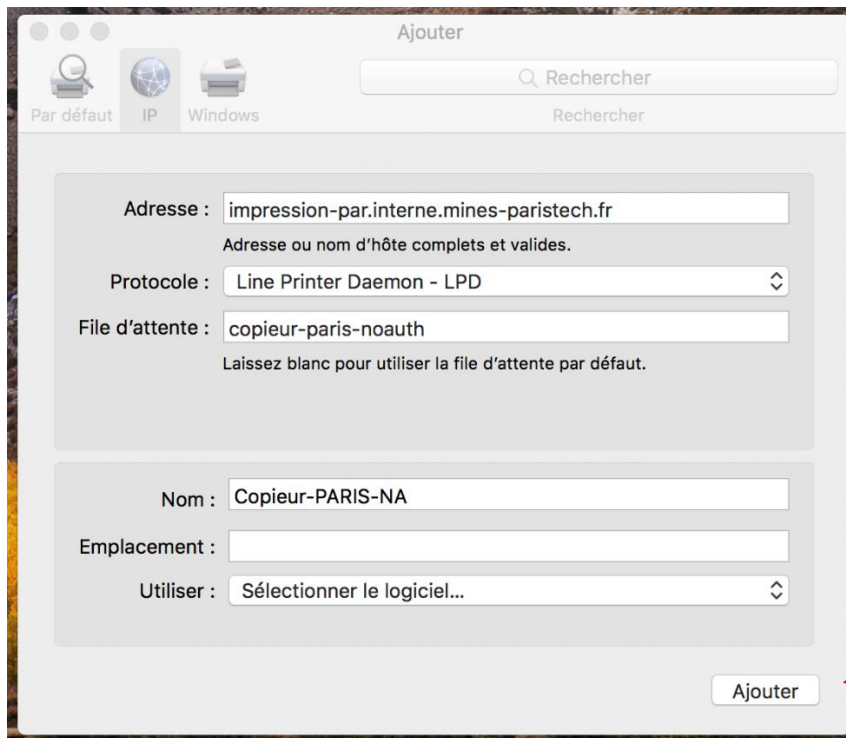 Ajouter
Rechercher
Par défaut IP Windows Rechercher
Adresse : impression-par.interne.mines-paristech.fr
Adresse ou nom d'hôte complets et valides.
Protocole : Line Printer Daemon - LPD
File d'attente : copieur-paris-noauth
Laissez blanc pour utiliser la file d'attente par défaut.
Nom : Copieur-PARIS-NA
Emplacement :
Utiliser : Sélectionner le logiciel...
Ajouter